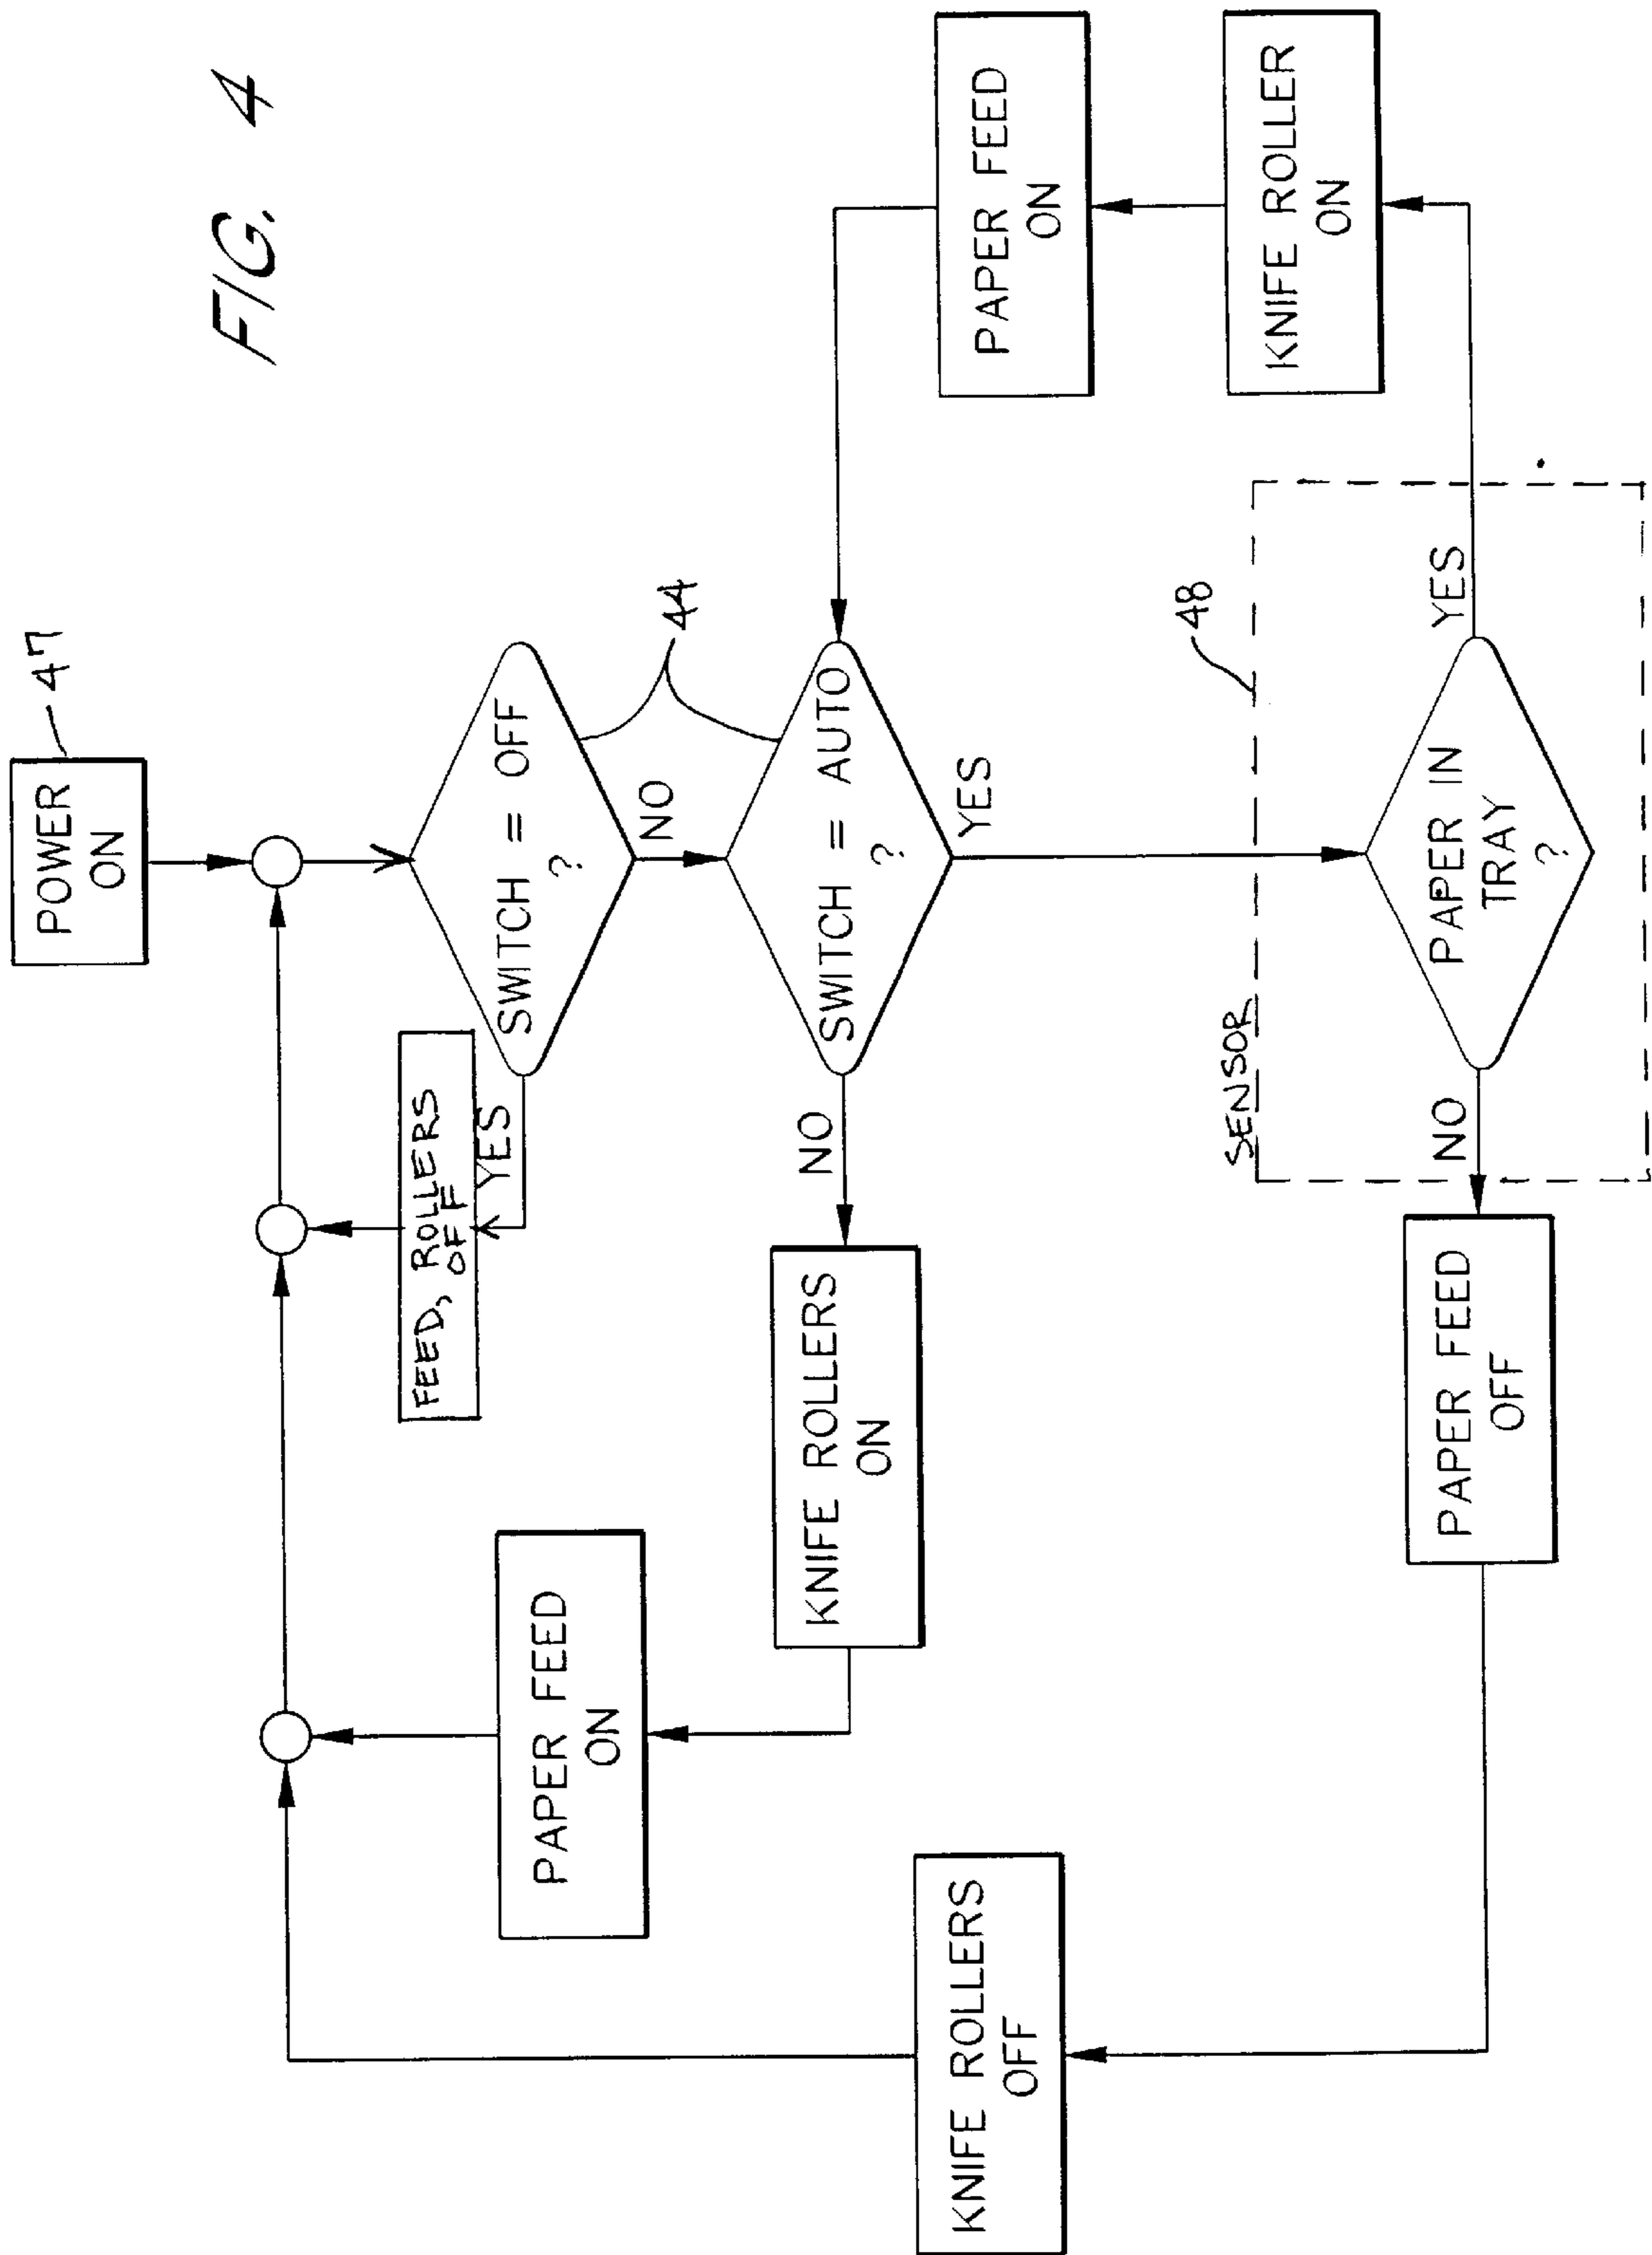 FIG. 4
POWER
ON
47
SWITCH = OFF
?
44
YES
NO
FEED, ROLLERS
OFF
SWITCH = AUTO
?
NO
YES
KNIFE ROLLERS
ON
PAPER FEED
ON
SENSOR
48
PAPER IN
TRAY
?
NO
YES
PAPER FEED
OFF
KNIFE ROLLERS
OFF
KNIFE ROLLER
ON
PAPER FEED
ON